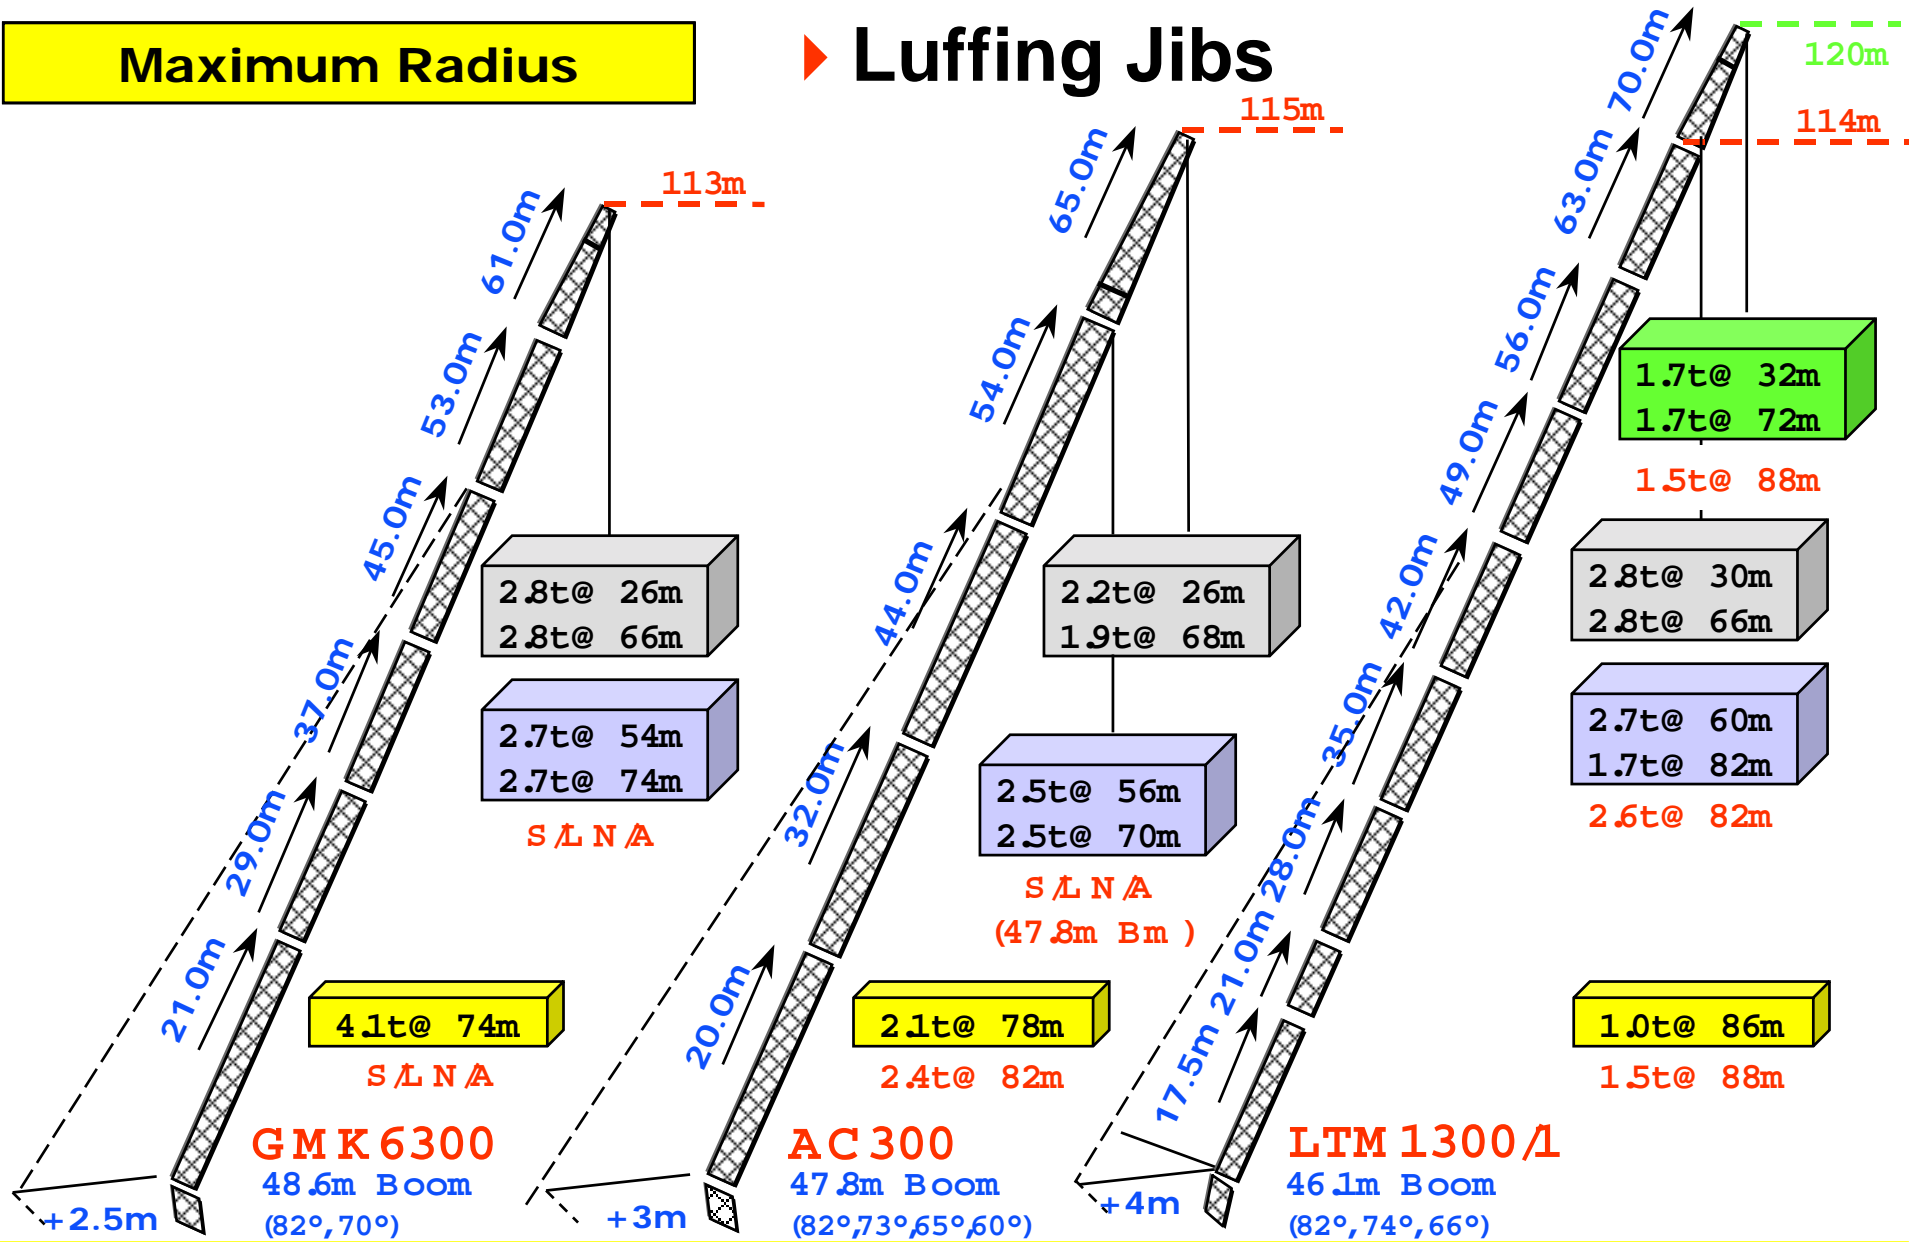 Maximum Radius
Luffing Jibs
113m
61.0m
53.0m
45.0m
37.0m
29.0m
21.0m
2.8t@ 26m
2.8t@ 66m
2.7t@ 54m
2.7t@ 74m
S/L N/A
4.1t@ 74m
S/L N/A
GMK6300
48.6m Boom
(82°,70°)
+2.5m
115m
65.0m
54.0m
44.0m
32.0m
20.0m
2.2t@ 26m
1.9t@ 68m
2.5t@ 56m
2.5t@ 70m
S/L N/A
(47.8m Bm)
2.1t@ 78m
2.4t@ 82m
AC300
47.8m Boom
(82°,73°,65°,60°)
+3m
120m
114m
70.0m
63.0m
56.0m
49.0m
42.0m
35.0m
28.0m
21.0m
17.5m
1.7t@ 32m
1.7t@ 72m
1.5t@ 88m
2.8t@ 30m
2.8t@ 66m
2.7t@ 60m
1.7t@ 82m
2.6t@ 82m
1.0t@ 86m
1.5t@ 88m
LTM1300/1
46.1m Boom
(82°,74°,66°)
+4m